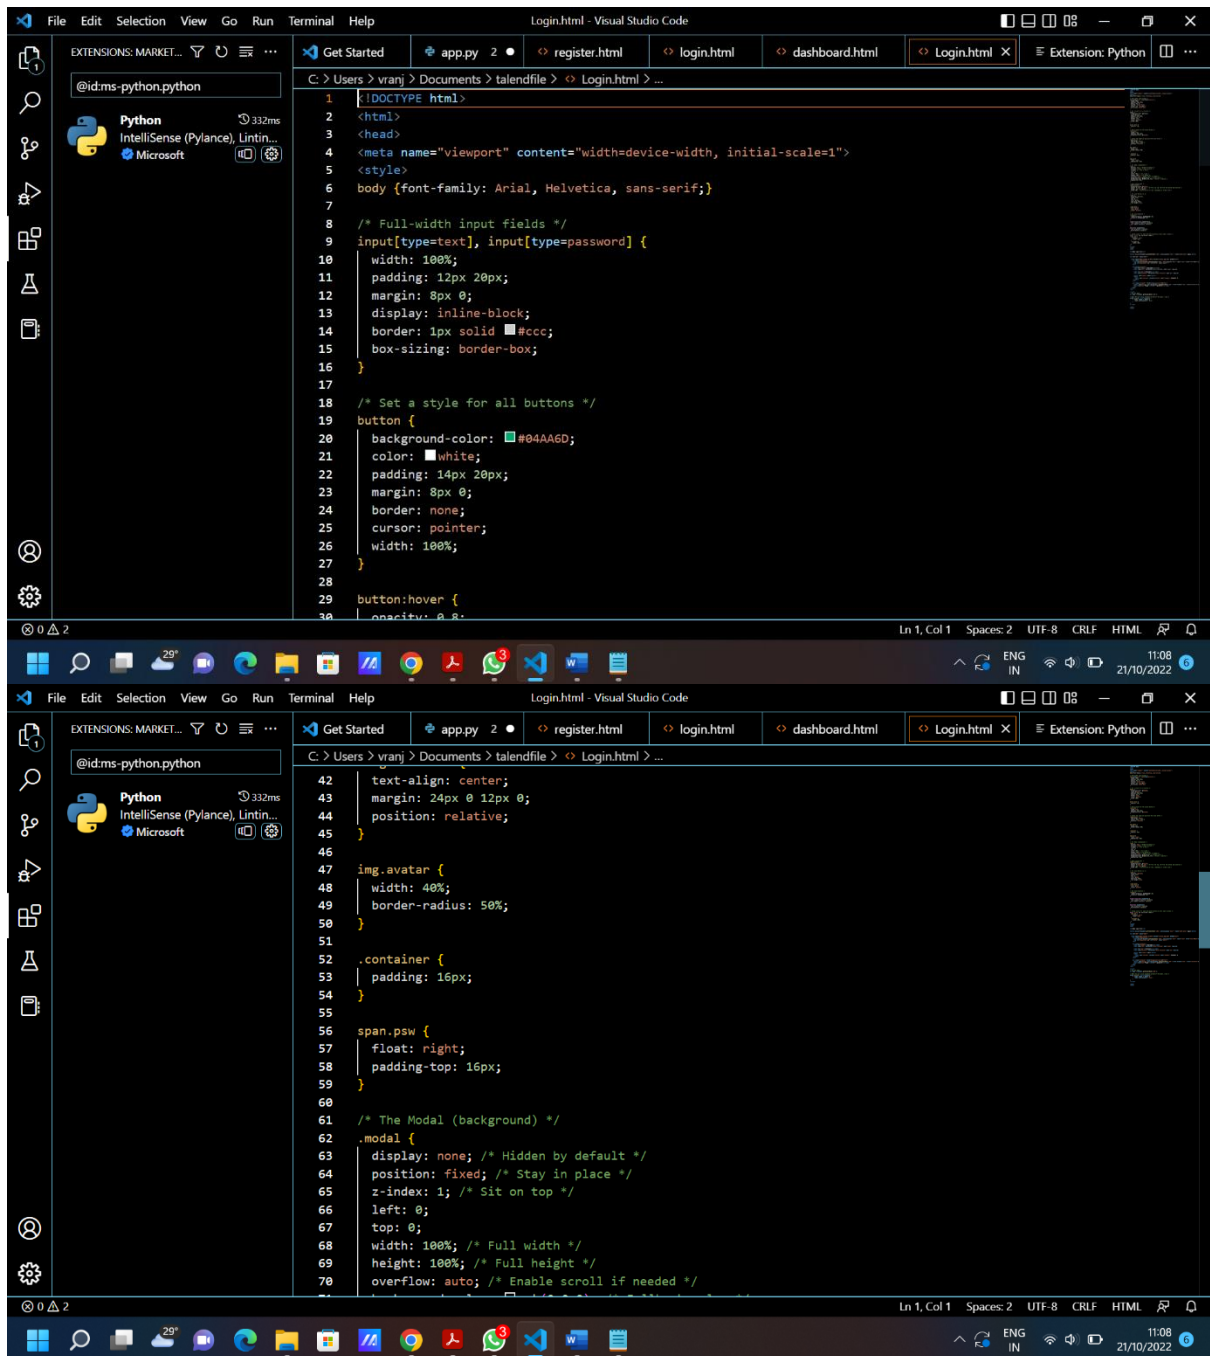 File Edit Selection View Go Run Terminal Help Login.html - Visual Studio Code
EXTENSIONS: MARKET... Get Started app.py 2 register.html login.html dashboard.html Login.html Extension: Python
C: > Users > vranj > Documents > talendfile > Login.html > ...
@id:ms-python.python
Python 332ms
IntelliSense (Pylance), Lintin...
Microsoft
1 <!DOCTYPE html>
2 <html>
3 <head>
4 <meta name="viewport" content="width=device-width, initial-scale=1">
5 <style>
6 body {font-family: Arial, Helvetica, sans-serif;}
7
8 /* Full-width input fields */
9 input[type=text], input[type=password] {
10 width: 100%;
11 padding: 12px 20px;
12 margin: 8px 0;
13 display: inline-block;
14 border: 1px solid #ccc;
15 box-sizing: border-box;
16 }
17
18 /* Set a style for all buttons */
19 button {
20 background-color: #04AA6D;
21 color: white;
22 padding: 14px 20px;
23 margin: 8px 0;
24 border: none;
25 cursor: pointer;
26 width: 100%;
27 }
28
29 button:hover {
30 opacity: 0.8;
0 2 Ln 1, Col 1 Spaces: 2 UTF-8 CRLF HTML
29° 3 ENG IN 11:08 21/10/2022 6
File Edit Selection View Go Run Terminal Help Login.html - Visual Studio Code
EXTENSIONS: MARKET... Get Started app.py 2 register.html login.html dashboard.html Login.html Extension: Python
C: > Users > vranj > Documents > talendfile > Login.html > ...
@id:ms-python.python
Python 332ms
IntelliSense (Pylance), Lintin...
Microsoft
42 text-align: center;
43 margin: 24px 0 12px 0;
44 position: relative;
45 }
46
47 img.avatar {
48 width: 40%;
49 border-radius: 50%;
50 }
51
52 .container {
53 padding: 16px;
54 }
55
56 span.psw {
57 float: right;
58 padding-top: 16px;
59 }
60
61 /* The Modal (background) */
62 .modal {
63 display: none; /* Hidden by default */
64 position: fixed; /* Stay in place */
65 z-index: 1; /* Sit on top */
66 left: 0;
67 top: 0;
68 width: 100%; /* Full width */
69 height: 100%; /* Full height */
70 overflow: auto; /* Enable scroll if needed */
0 2 Ln 1, Col 1 Spaces: 2 UTF-8 CRLF HTML
29° 3 ENG IN 11:08 21/10/2022 6